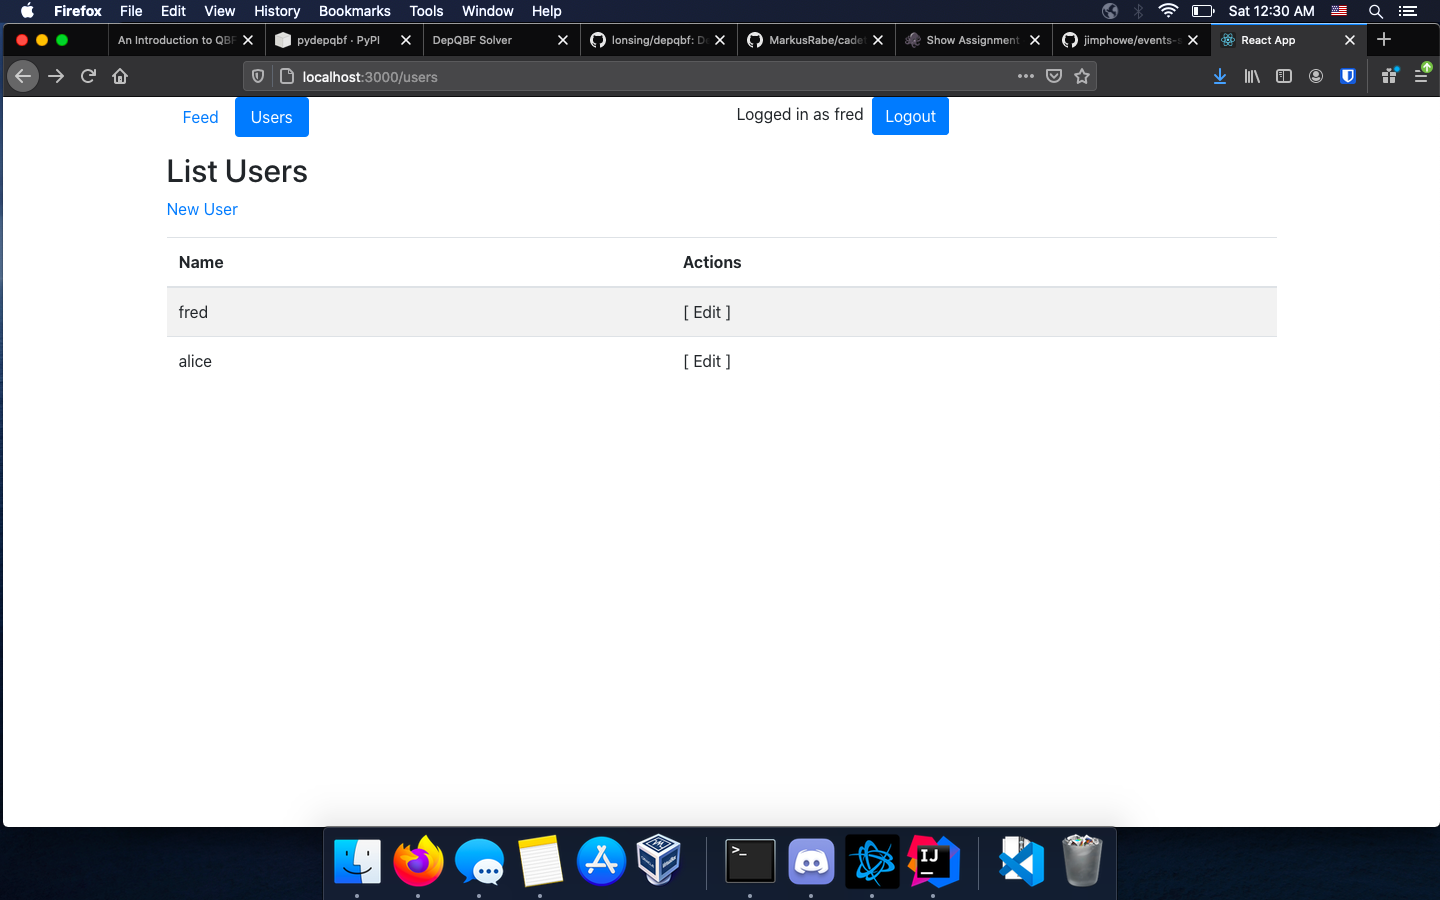 Firefox File Edit View History Bookmarks Tools Window Help Sat 12:30 AM
An Introduction to QBF pydepqbf · PyPI DepQBF Solver lonsing/depqbf: De MarkusRabe/cadet Show Assignment jimphowe/events-s React App
localhost:3000/users
Feed Users Logged in as fred Logout
List Users
New User
Name Actions
fred [ Edit ]
alice [ Edit ]
>_ IJ